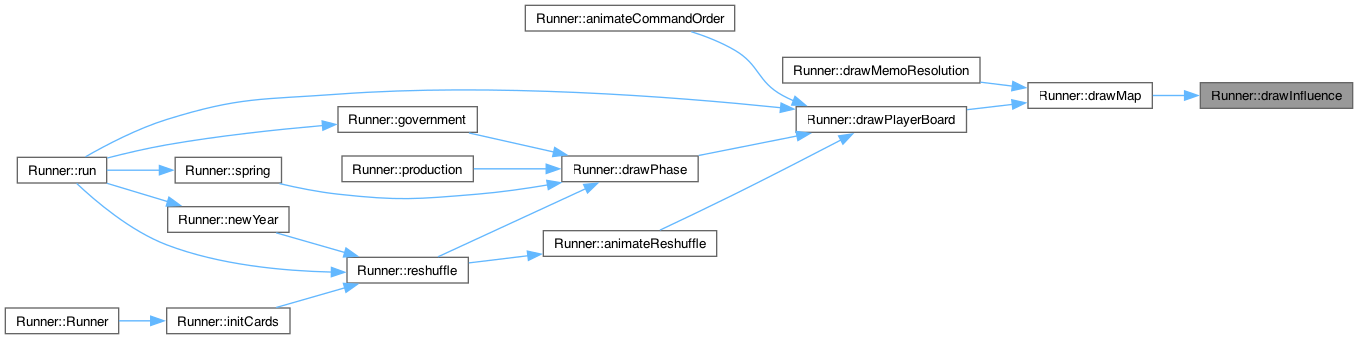 Runner::animateCommandOrder
Runner::drawMemoResolution
Runner::drawMap
Runner::drawInfluence
Runner::government
Runner::drawPlayerBoard
Runner::run
Runner::spring
Runner::production
Runner::drawPhase
Runner::newYear
Runner::animateReshuffle
Runner::reshuffle
Runner::Runner
Runner::initCards